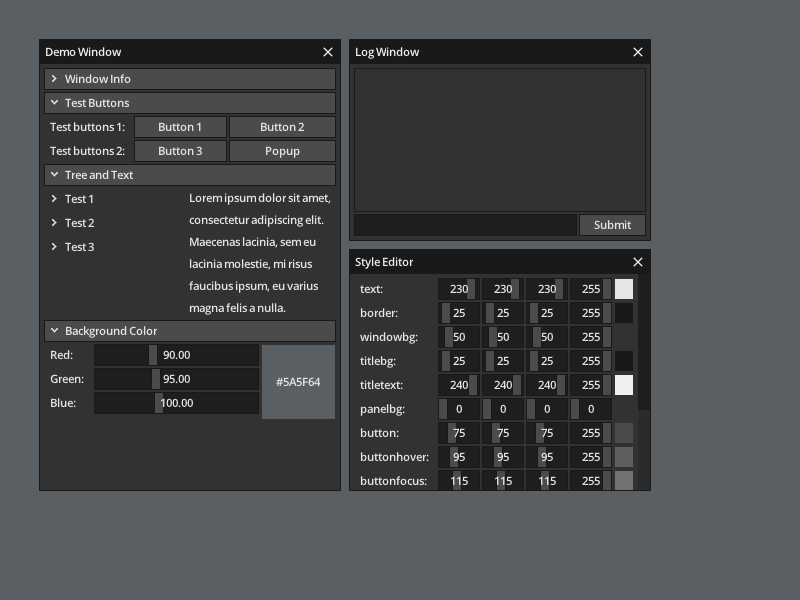 Demo Window
Window Info
Test Buttons
Test buttons 1: Button 1 Button 2
Test buttons 2: Button 3 Popup
Tree and Text
Test 1
Test 2
Test 3
Lorem ipsum dolor sit amet,
consectetur adipiscing elit.
Maecenas lacinia, sem eu
lacinia molestie, mi risus
faucibus ipsum, eu varius
magna felis a nulla.
Background Color
Red: 90.00
Green: 95.00
Blue: 100.00
#5A5F64
Log Window
Submit
Style Editor
text: 230 230 230 255
border: 25 25 25 255
windowbg: 50 50 50 255
titlebg: 25 25 25 255
titletext: 240 240 240 255
panelbg: 0 0 0 0
button: 75 75 75 255
buttonhover: 95 95 95 255
buttonfocus: 115 115 115 255